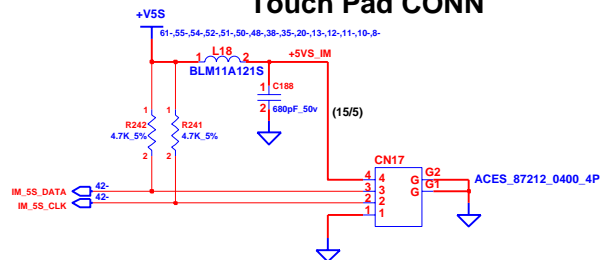 Touch Pad CONN
+V5S
61-,55-,54-,52-,51-,50-,48-,38-,35-,20-,13-,12-,11-,10-,8-
1 L18 2
+5VS_IM
BLM11A121S
1 C188
2 680pF_50v
(15/5)
1 1
R242 R241
4.7K_5% 4.7K_5%
2 2
CN17
4 4 G G2
3 3 G G1
2 2
1 1
ACES_87212_0400_4P
IM_5S_DATA 42-
IM_5S_CLK 42-